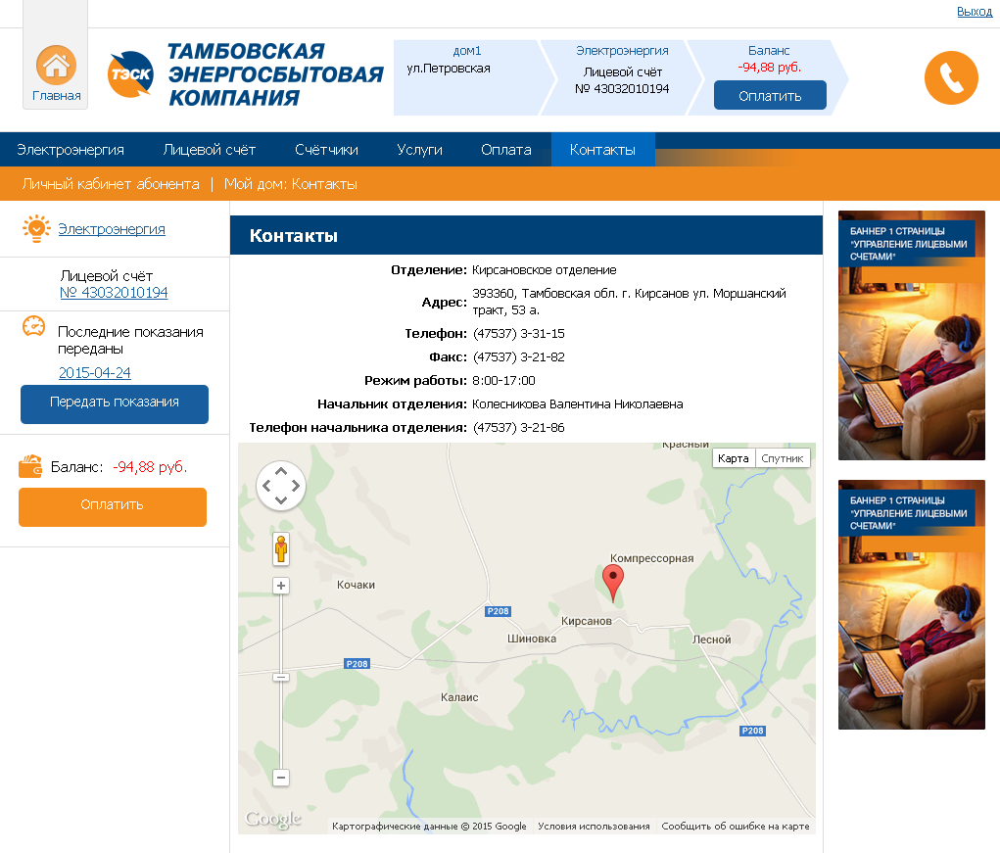 Выход
Главная
ТЭСК
ТАМБОВСКАЯ
ЭНЕРГОСБЫТОВАЯ
КОМПАНИЯ
дом1
ул.Петровская
Электроэнергия
Лицевой счёт
№ 43032010194
Баланс
-94,88 руб.
Оплатить
Электроэнергия Лицевой счёт Счётчики Услуги Оплата Контакты
Личный кабинет абонента | Мой дом: Контакты
Электроэнергия
Лицевой счёт
№ 43032010194
Последние показания
переданы
2015-04-24
Передать показания
Баланс: -94,88 руб.
Оплатить
Контакты
Отделение: Кирсановское отделение
Адрес: 393360, Тамбовская обл. г. Кирсанов ул. Моршанский
тракт, 53 а.
Телефон: (47537) 3-31-15
Факс: (47537) 3-21-82
Режим работы: 8:00-17:00
Начальник отделения: Колесникова Валентина Николаевна
Телефон начальника отделения: (47537) 3-21-86
Красный
Карта Спутник
Компрессорная
Кочаки
P208
Кирсанов
Шиновка
Лесной
P208
Калаис
P208
Google
Картографические данные © 2015 Google Условия использования Сообщить об ошибке на карте
БАННЕР 1 СТРАНИЦЫ
"УПРАВЛЕНИЕ ЛИЦЕВЫМИ
СЧЕТАМИ"
БАННЕР 1 СТРАНИЦЫ
"УПРАВЛЕНИЕ ЛИЦЕВЫМИ
СЧЕТАМИ"